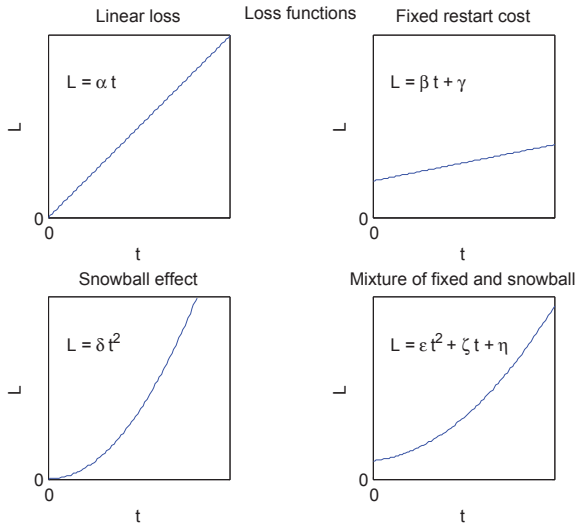 Loss functions
Linear loss
L = α t
L
0
0
t
Fixed restart cost
L = β t + γ
L
0
0
t
Snowball effect
L = δ t²
L
0
0
t
Mixture of fixed and snowball
L = ε t² + ζ t + η
L
0
0
t